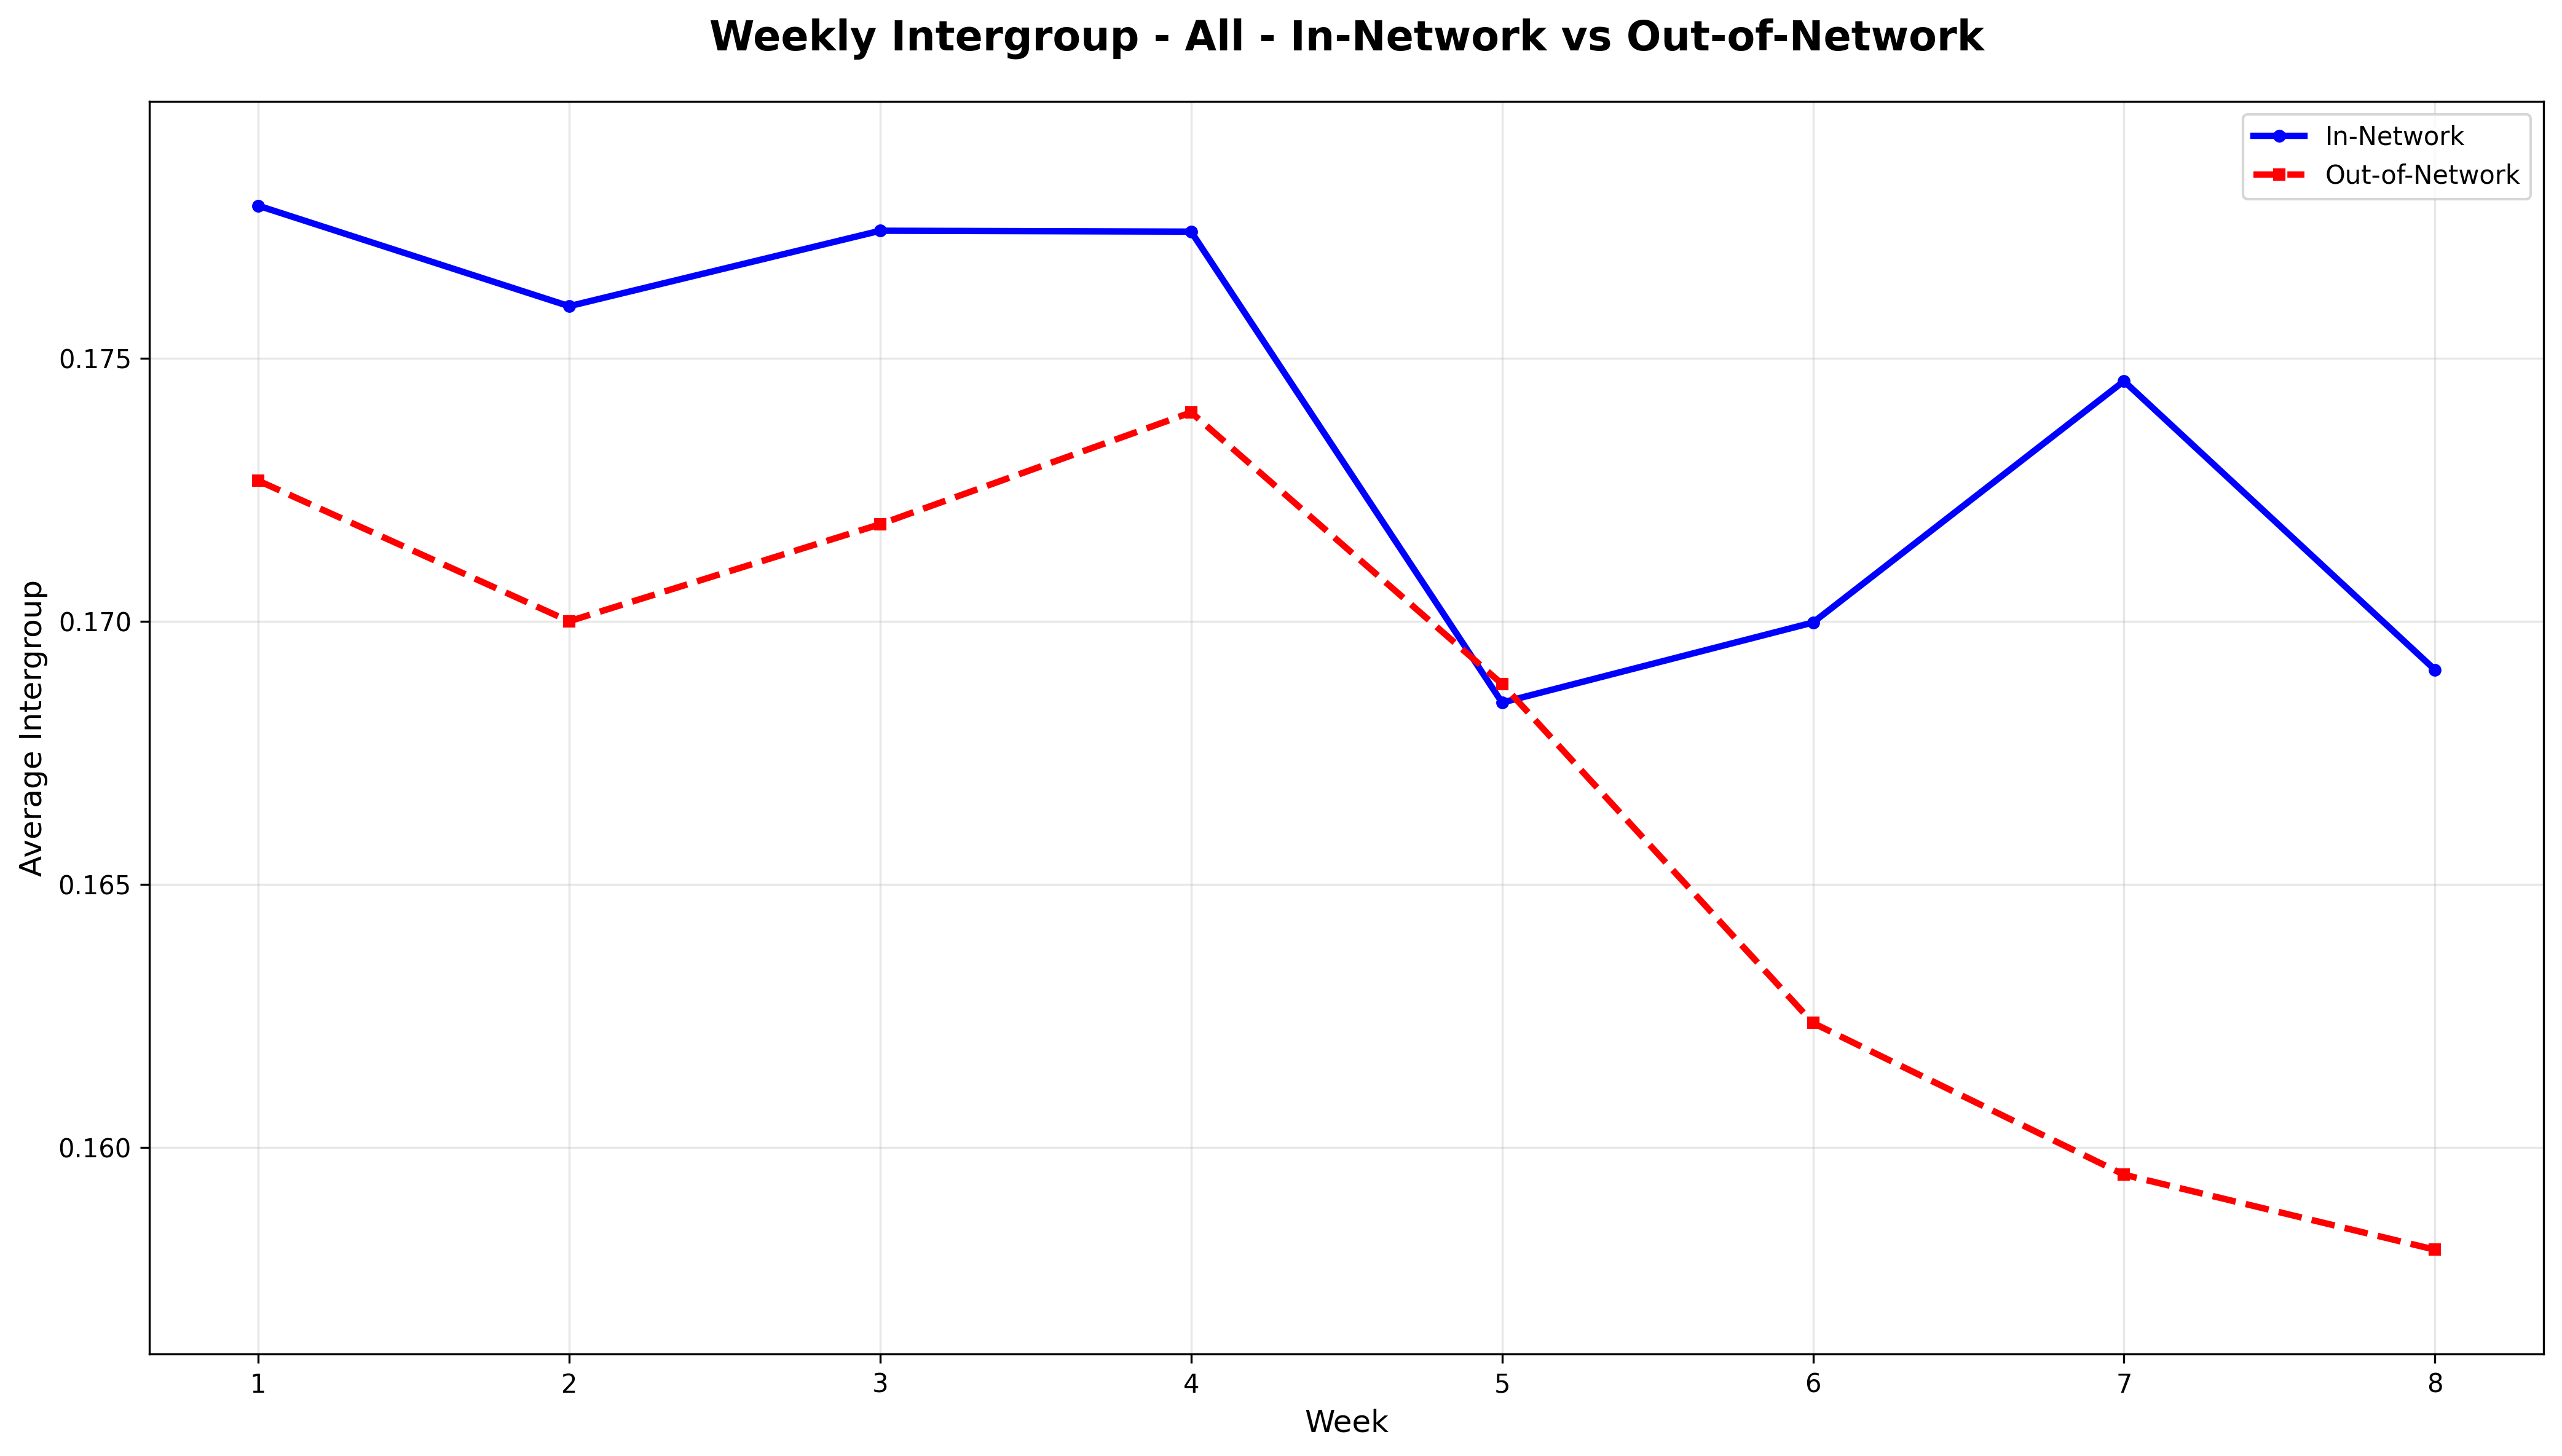 Weekly Intergroup - All - In-Network vs Out-of-Network
In-Network
Out-of-Network
Average Intergroup
0.175
0.170
0.165
0.160
1 2 3 4 5 6 7 8
Week